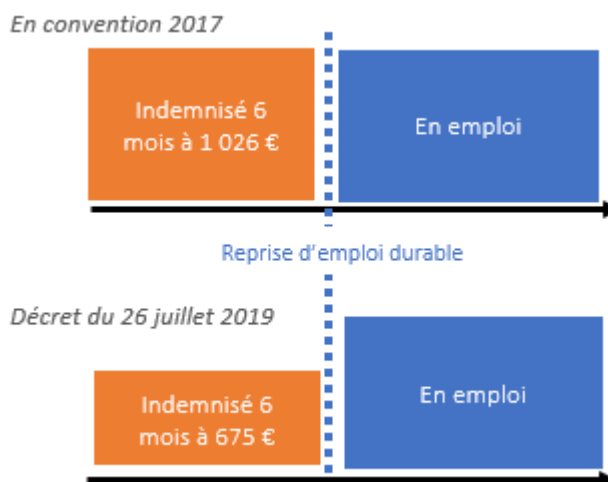 En convention 2017
Indemnisé 6
mois à 1 026 €
En emploi
Reprise d'emploi durable
Décret du 26 juillet 2019
Indemnisé 6
mois à 675 €
En emploi